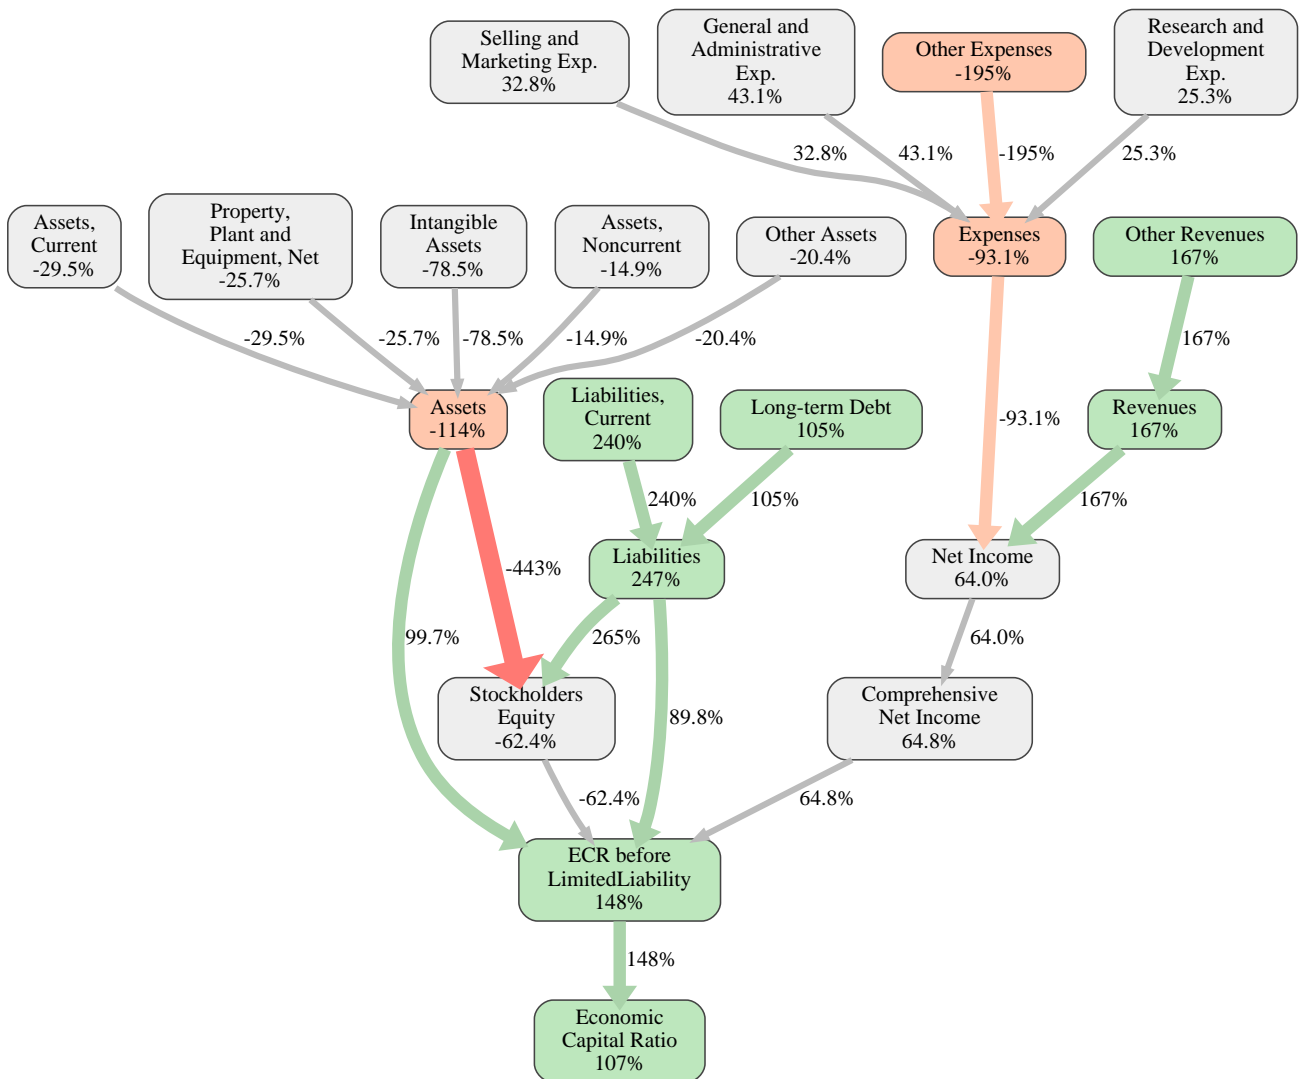 Selling and
Marketing Exp.
32.8%
General and
Administrative
Exp.
43.1%
Other Expenses
-195%
Research and
Development
Exp.
25.3%
32.8%
43.1%
-195%
25.3%
Assets,
Current
-29.5%
Property,
Plant and
Equipment, Net
-25.7%
Intangible
Assets
-78.5%
Assets,
Noncurrent
-14.9%
Other Assets
-20.4%
Expenses
-93.1%
Other Revenues
167%
-29.5%
-25.7%
-78.5%
-14.9%
-20.4%
-93.1%
167%
Assets
-114%
Liabilities,
Current
240%
Long-term Debt
105%
Revenues
167%
-443%
240%
105%
167%
Liabilities
247%
Net Income
64.0%
99.7%
265%
89.8%
64.0%
Stockholders
Equity
-62.4%
Comprehensive
Net Income
64.8%
-62.4%
64.8%
ECR before
LimitedLiability
148%
148%
Economic
Capital Ratio
107%